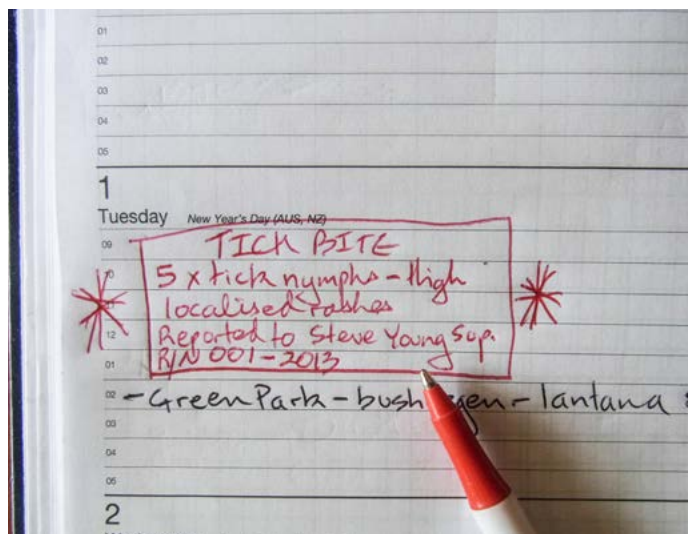 01
02
03
04
05
1
Tuesday New Year's Day (AUS, NZ)
09
TICK BITE
10
5 x tick nymphs - thigh
localised rashes
12
Reported to Steve Young Sup.
01
R/N 001-2013
02
- Green Park - bush regen - lantana
03
04
05
2